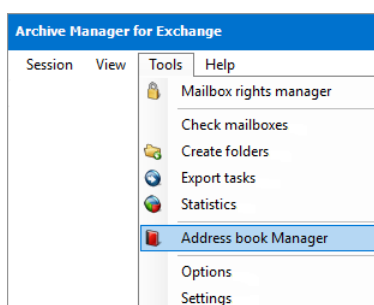 Archive Manager for Exchange
Session View Tools Help
Mailbox rights manager
Check mailboxes
Create folders
Export tasks
Statistics
Address book Manager
Options
Settings